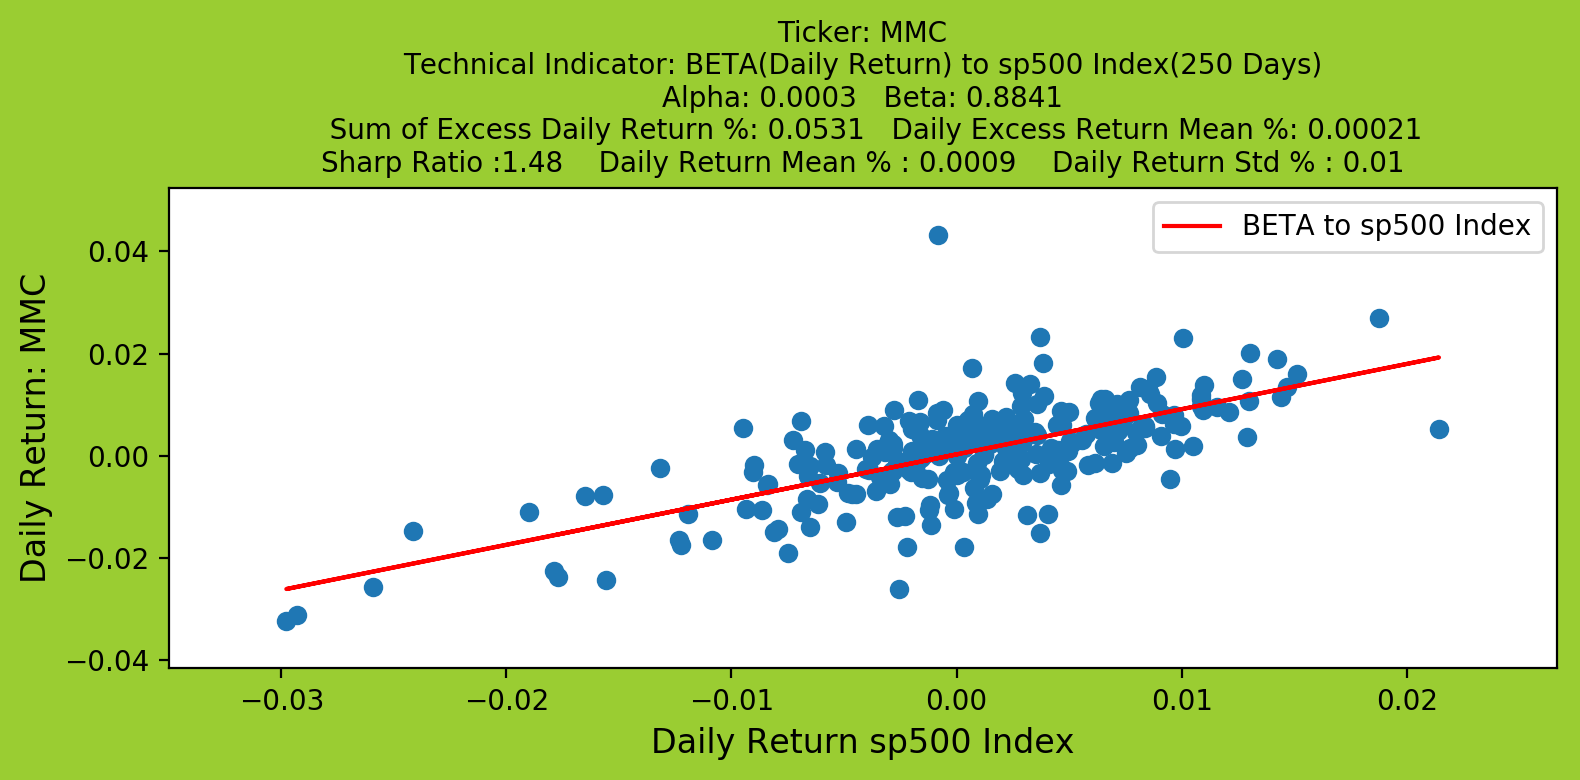 Ticker: MMC
Technical Indicator: BETA(Daily Return) to sp500 Index(250 Days)
Alpha: 0.0003   Beta: 0.8841
Sum of Excess Daily Return %: 0.0531   Daily Excess Return Mean %: 0.00021
Sharp Ratio :1.48    Daily Return Mean % : 0.0009    Daily Return Std % : 0.01
BETA to sp500 Index
Daily Return: MMC
0.04
0.02
0.00
−0.02
−0.04
−0.03 −0.02 −0.01 0.00 0.01 0.02
Daily Return sp500 Index